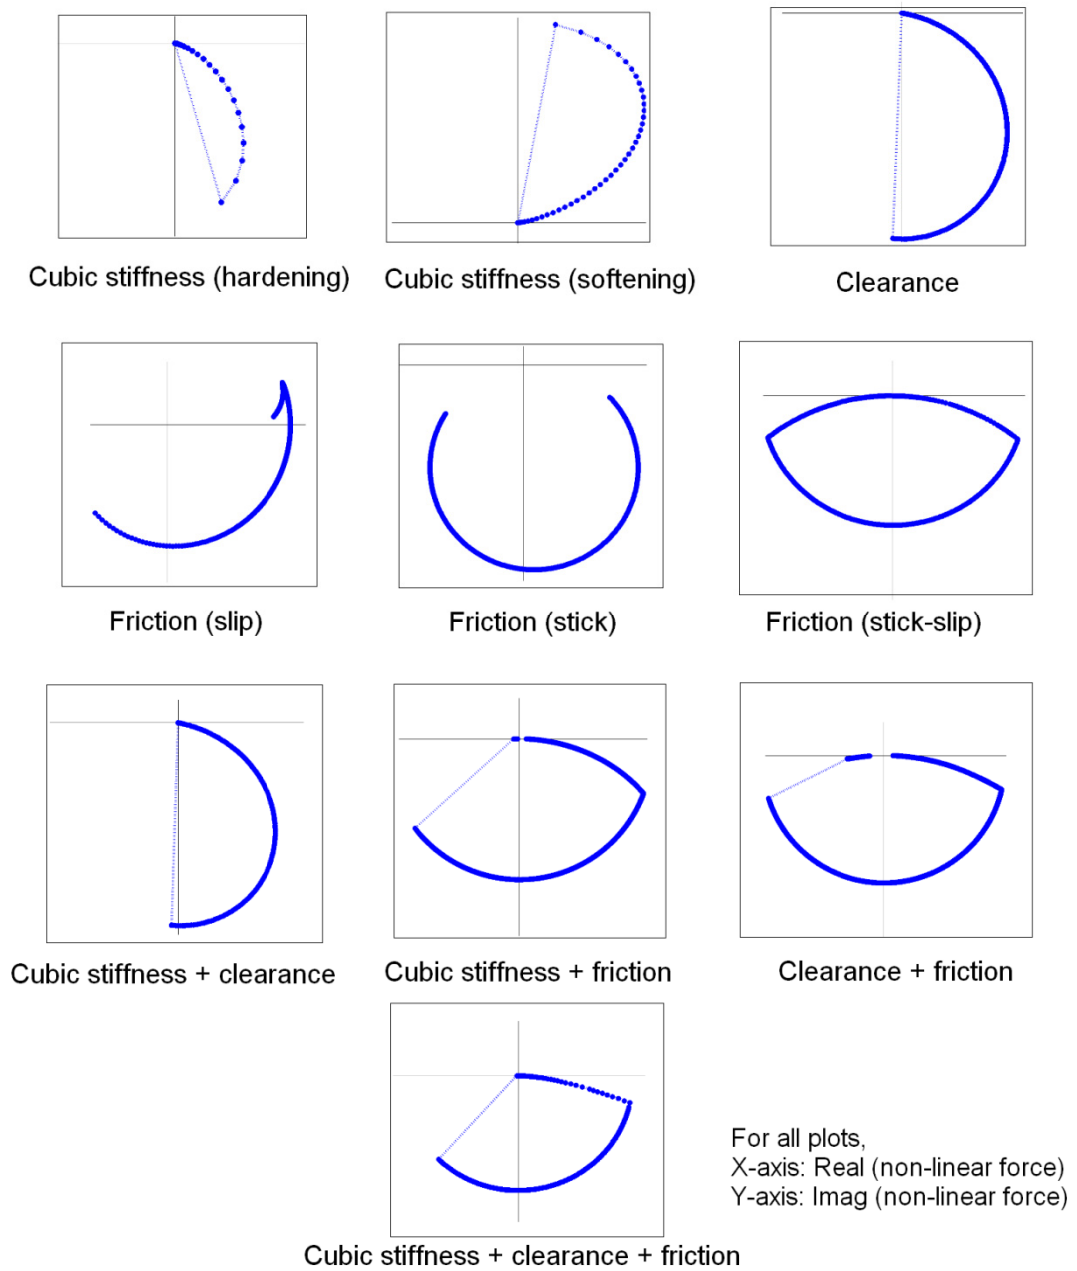 Cubic stiffness (hardening)
Cubic stiffness (softening)
Clearance
Friction (slip)
Friction (stick)
Friction (stick-slip)
Cubic stiffness + clearance
Cubic stiffness + friction
Clearance + friction
Cubic stiffness + clearance + friction
For all plots,
X-axis: Real (non-linear force)
Y-axis: Imag (non-linear force)